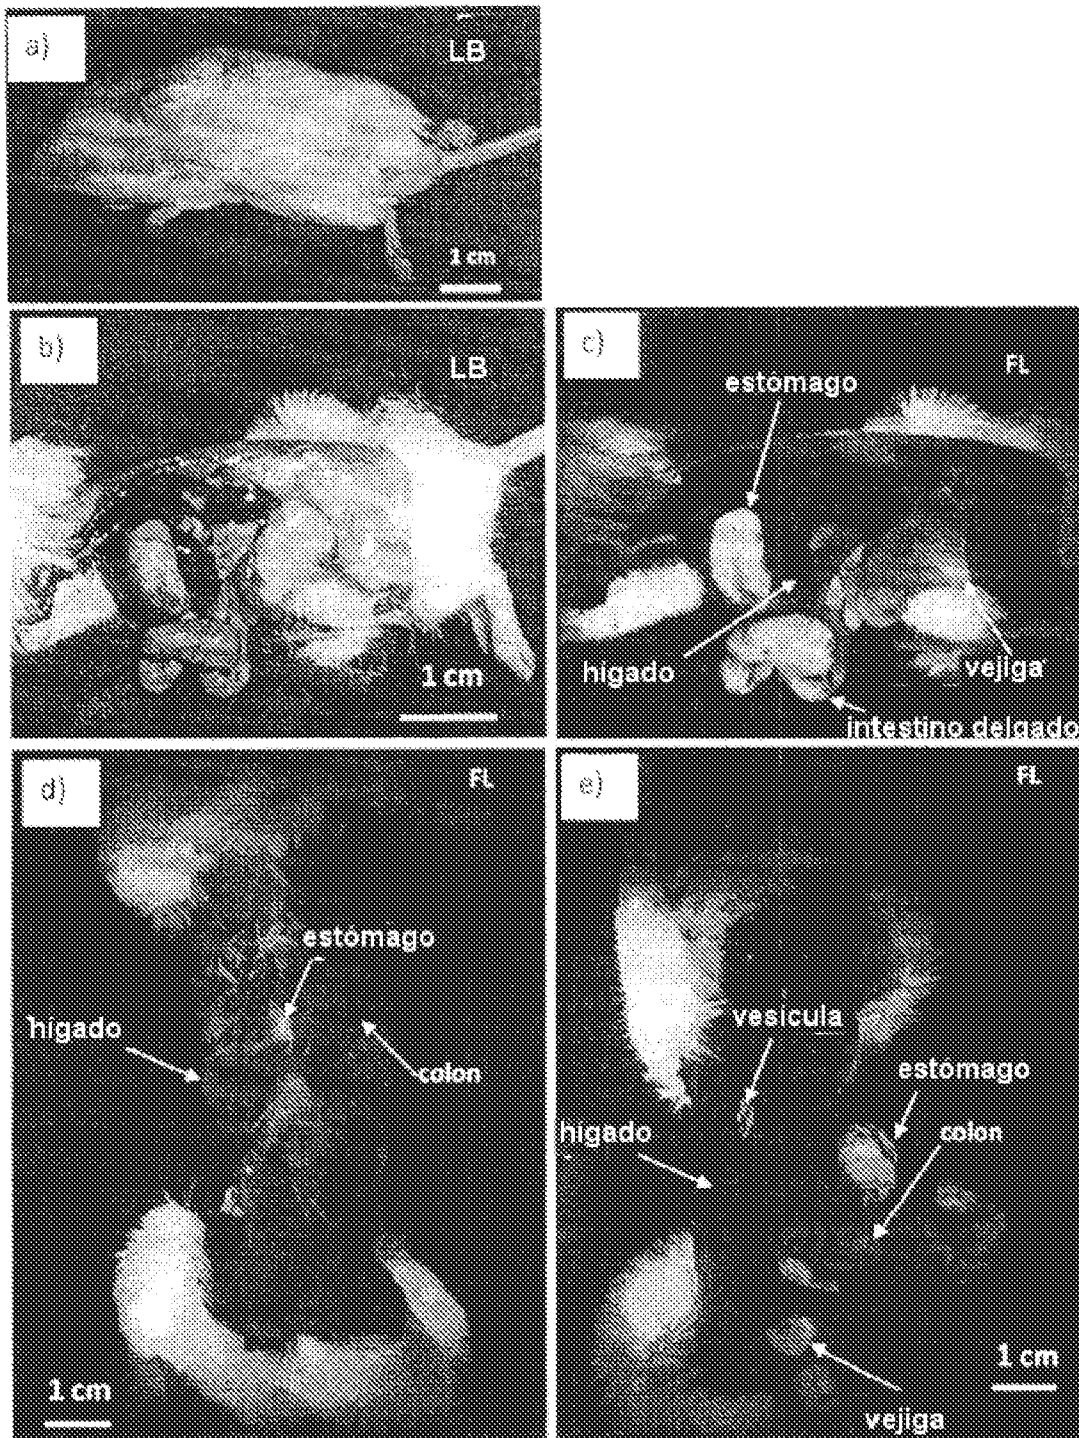 a)
LB
1 cm
b)
LB
1 cm
c)
FL
estómago
hígado
vejiga
intestino delgado
d)
FL
estómago
hígado
colon
1 cm
e)
FL
vesícula
estómago
hígado
colon
1 cm
vejiga